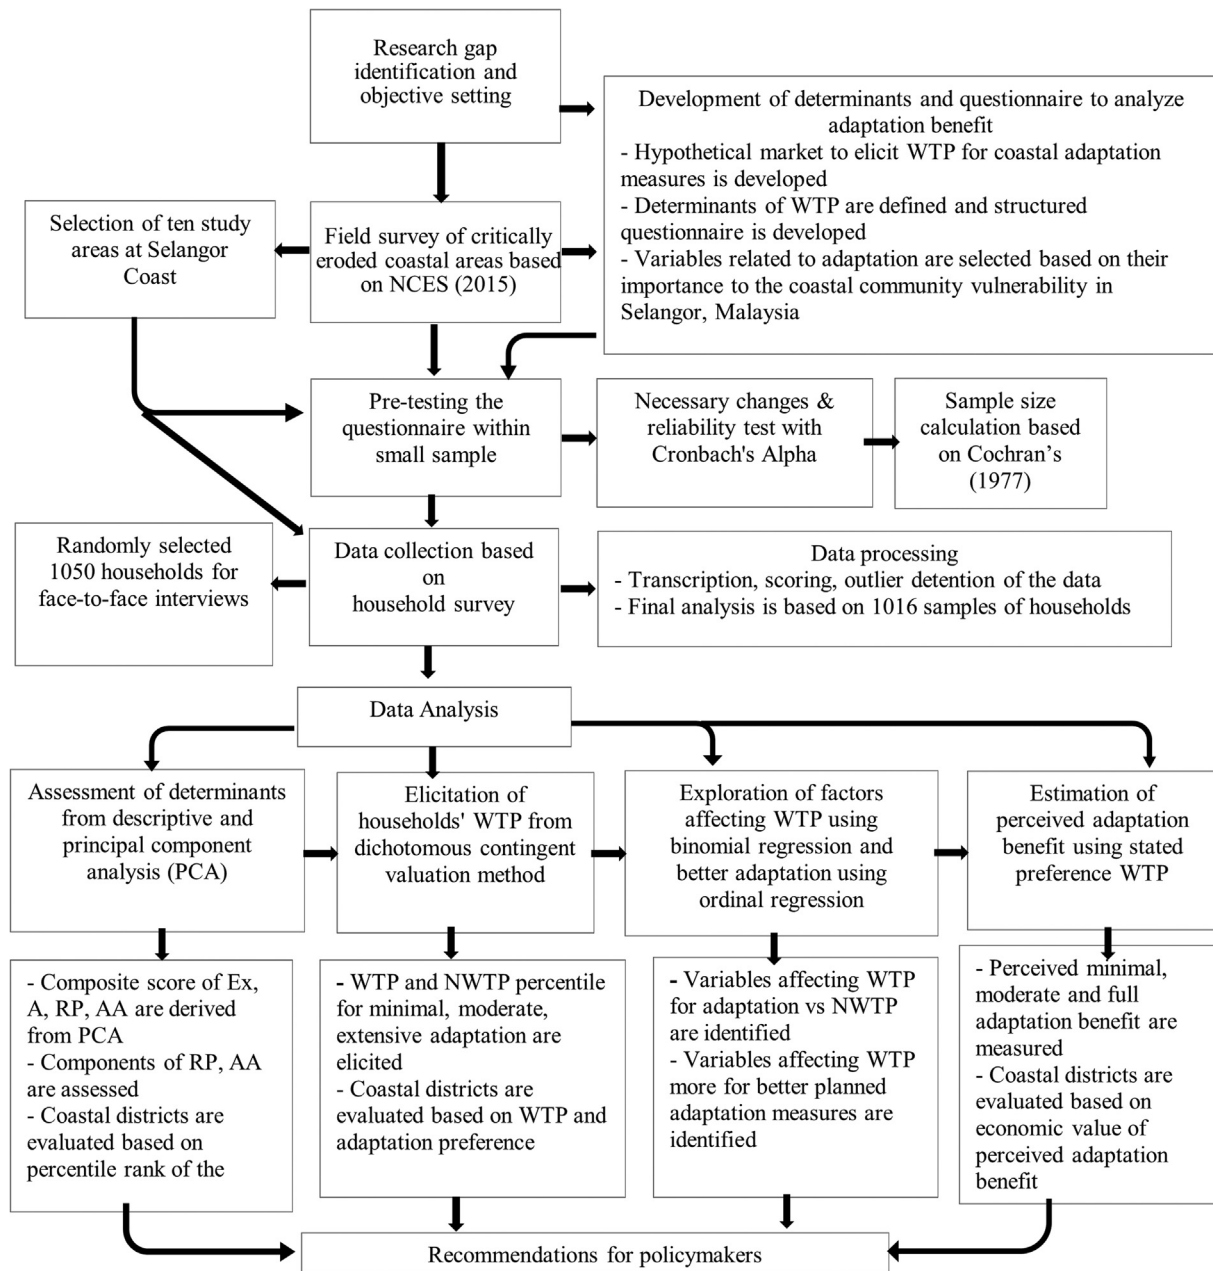 Research gap
identification and
objective setting
Development of determinants and questionnaire to analyze
adaptation benefit
- Hypothetical market to elicit WTP for coastal adaptation
measures is developed
- Determinants of WTP are defined and structured
questionnaire is developed
- Variables related to adaptation are selected based on their
importance to the coastal community vulnerability in
Selangor, Malaysia
Selection of ten study
areas at Selangor
Coast
Field survey of critically
eroded coastal areas based
on NCES (2015)
Pre-testing the
questionnaire within
small sample
Necessary changes &
reliability test with
Cronbach's Alpha
Sample size
calculation based
on Cochran's
(1977)
Randomly selected
1050 households for
face-to-face interviews
Data collection based
on
household survey
Data processing
- Transcription, scoring, outlier detention of the data
- Final analysis is based on 1016 samples of households
Data Analysis
Assessment of determinants
from descriptive and
principal component
analysis (PCA)
Elicitation of
households' WTP from
dichotomous contingent
valuation method
Exploration of factors
affecting WTP using
binomial regression and
better adaptation using
ordinal regression
Estimation of
perceived adaptation
benefit using stated
preference WTP
- Composite score of Ex,
A, RP, AA are derived
from PCA
- Components of RP, AA
are assessed
- Coastal districts are
evaluated based on
percentile rank of the
- WTP and NWTP percentile
for minimal, moderate,
extensive adaptation are
elicited
- Coastal districts are
evaluated based on WTP and
adaptation preference
- Variables affecting WTP
for adaptation vs NWTP
are identified
- Variables affecting WTP
more for better planned
adaptation measures are
identified
- Perceived minimal,
moderate and full
adaptation benefit are
measured
- Coastal districts are
evaluated based on
economic value of
perceived adaptation
benefit
Recommendations for policymakers